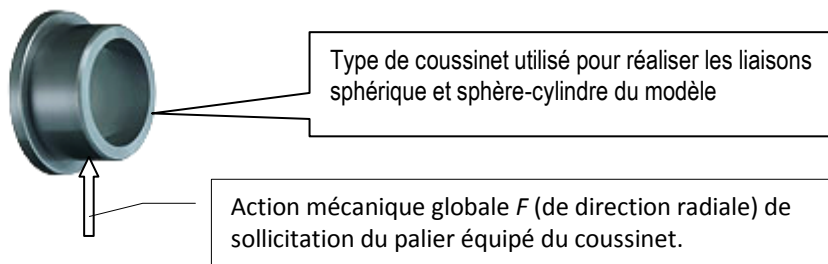 Type de coussinet utilisé pour réaliser les liaisons
sphérique et sphère-cylindre du modèle
Action mécanique globale F (de direction radiale) de
sollicitation du palier équipé du coussinet.